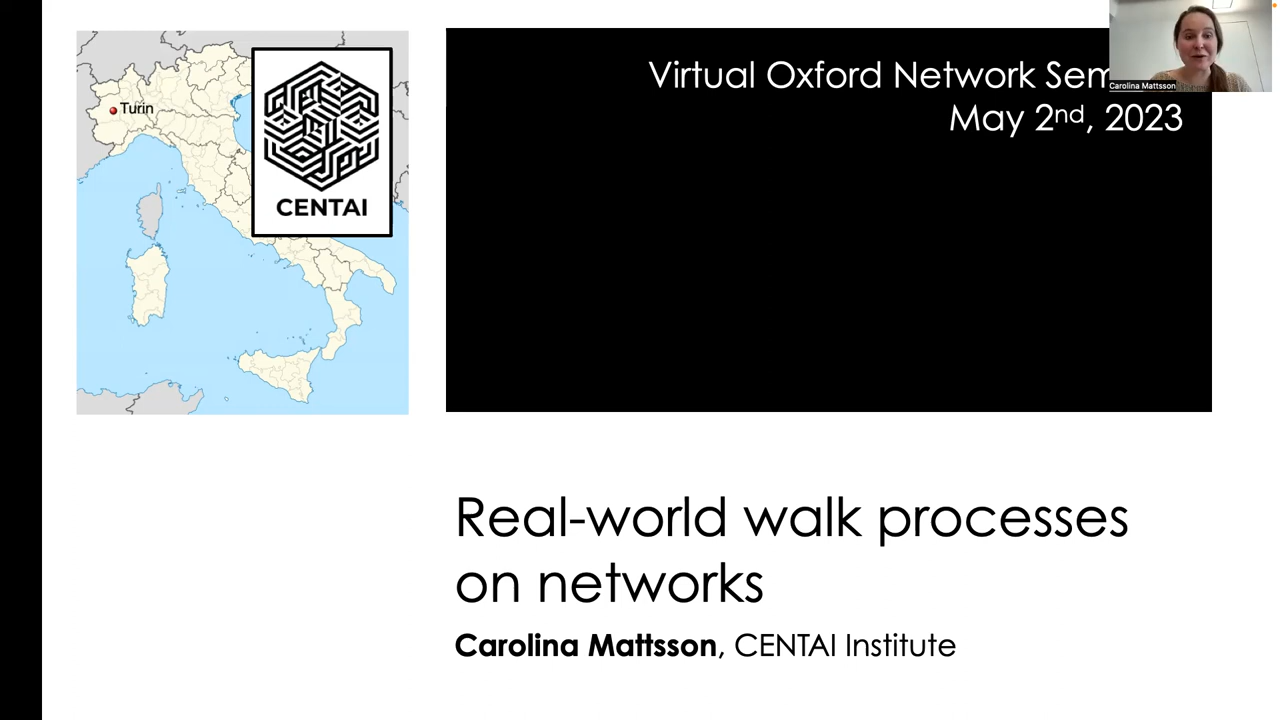 Turin
CENTAI
Virtual Oxford Network Sem
May 2nd, 2023
Carolina Mattsson
Real-world walk processes
on networks
Carolina Mattsson, CENTAI Institute